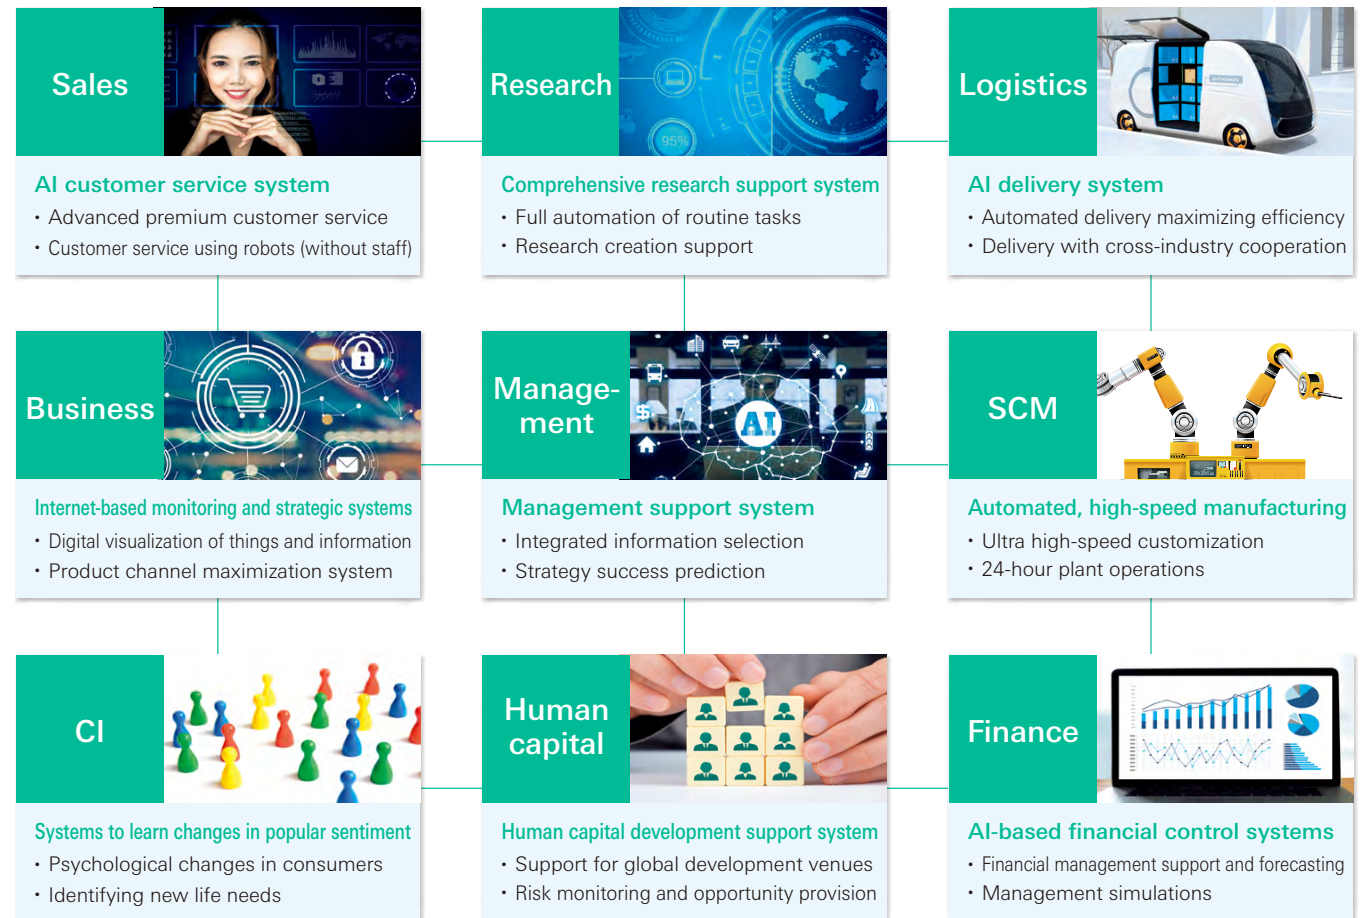 Sales
AI customer service system
・Advanced premium customer service
・Customer service using robots (without staff)
Research
95%
Comprehensive research support system
・Full automation of routine tasks
・Research creation support
Logistics
AI delivery system
・Automated delivery maximizing efficiency
・Delivery with cross-industry cooperation
Business
Internet-based monitoring and strategic systems
・Digital visualization of things and information
・Product channel maximization system
Manage-
ment
AI
Management support system
・Integrated information selection
・Strategy success prediction
SCM
Automated, high-speed manufacturing
・Ultra high-speed customization
・24-hour plant operations
CI
Systems to learn changes in popular sentiment
・Psychological changes in consumers
・Identifying new life needs
Human
capital
Human capital development support system
・Support for global development venues
・Risk monitoring and opportunity provision
Finance
AI-based financial control systems
・Financial management support and forecasting
・Management simulations